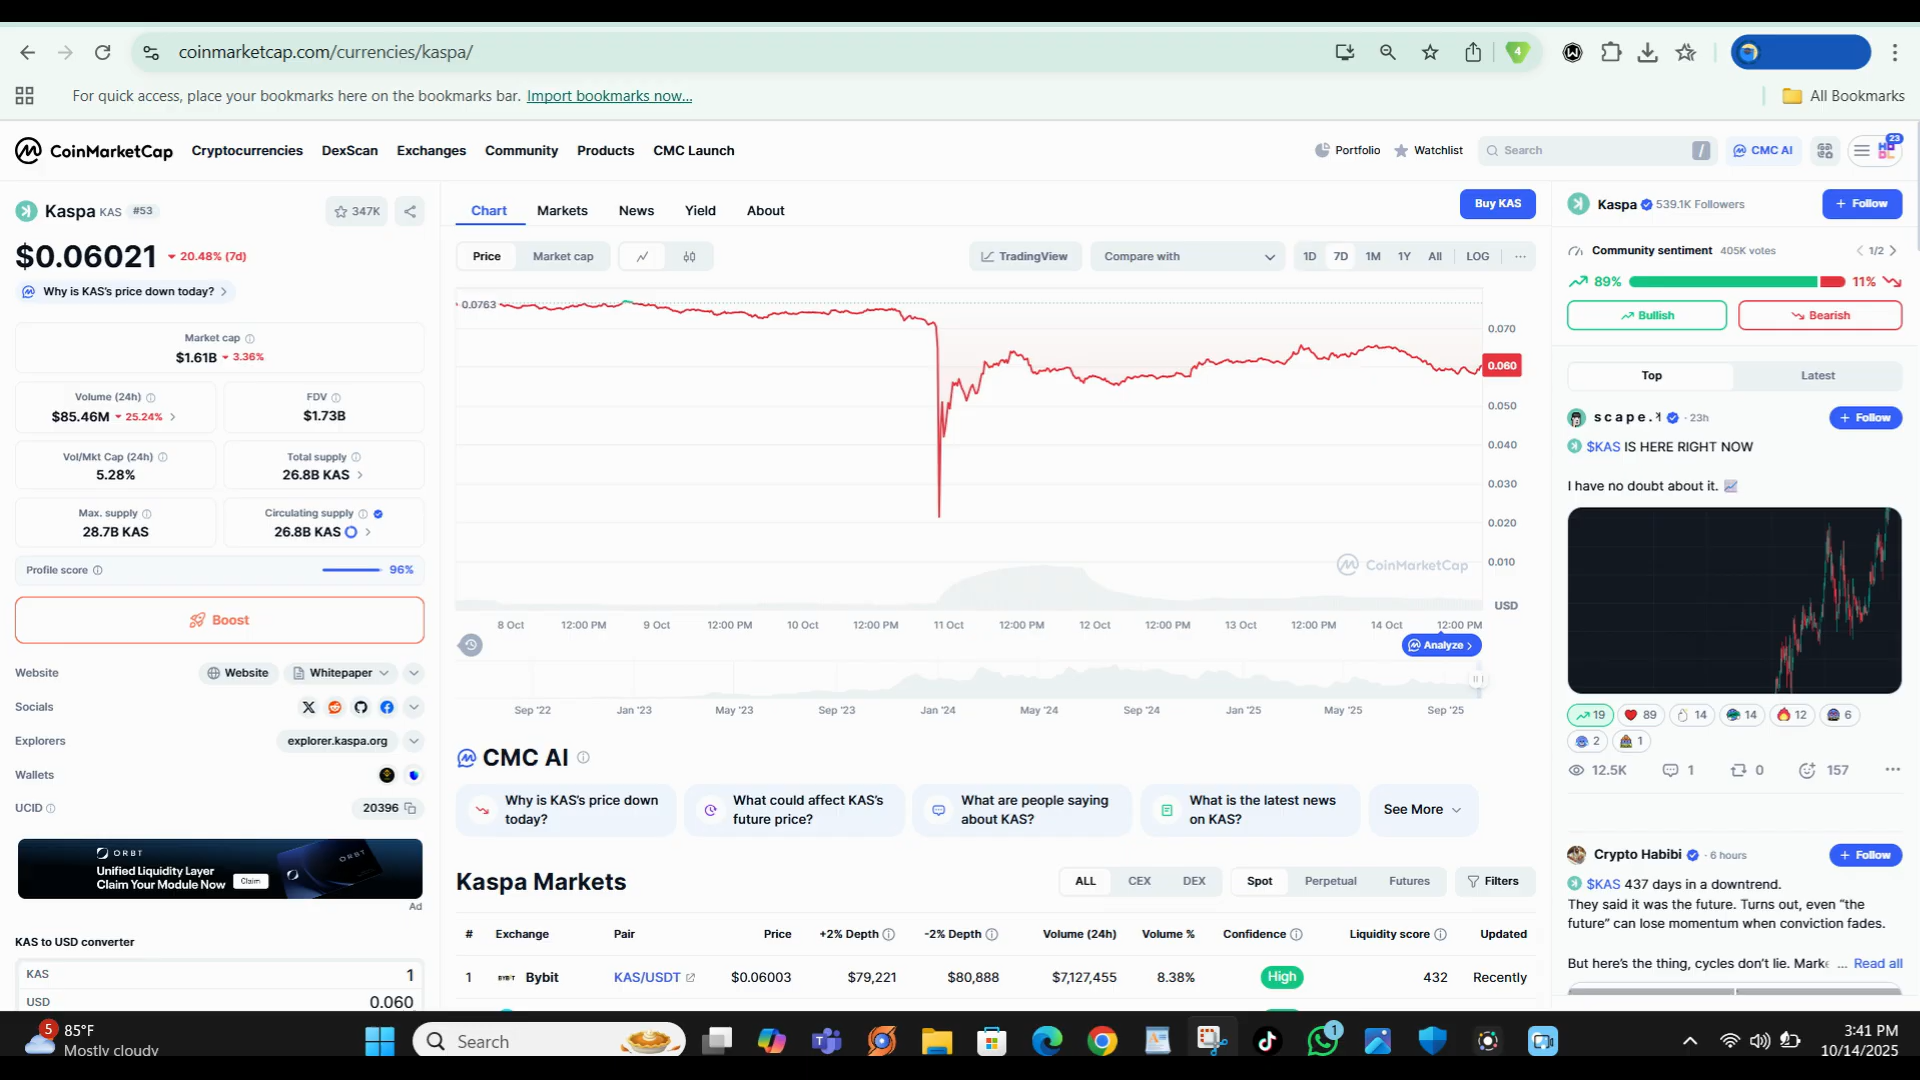 coinmarketcap.com/currencies/kaspa/
4
For quick access, place your bookmarks here on the bookmarks bar. Import bookmarks now...
All Bookmarks
CoinMarketCap
Cryptocurrencies DexScan Exchanges Community Products CMC Launch
Portfolio Watchlist Search / CMC AI 23
Kaspa KAS #53 347K
$0.06021 20.48% (7d)
Why is KAS's price down today?
Market cap
$1.61B 3.36%
Volume (24h)
$85.46M 25.24%
FDV
$1.73B
Vol/Mkt Cap (24h)
5.28%
Total supply
26.8B KAS
Max. supply
28.7B KAS
Circulating supply
26.8B KAS
Profile score 96%
Boost
Website Website Whitepaper
Socials
Explorers explorer.kaspa.org
Wallets
UCID 20396
ORBT
Unified Liquidity Layer
Claim Your Module Now Claim
ORBT
Ad
KAS to USD converter
KAS 1
USD 0.060
Chart Markets News Yield About
Buy KAS
Price Market cap
TradingView Compare with 1D 7D 1M 1Y All LOG
0.0763
0.070
0.060
0.050
0.040
0.030
0.020
0.010
USD
CoinMarketCap
8 Oct 12:00 PM 9 Oct 12:00 PM 10 Oct 12:00 PM 11 Oct 12:00 PM 12 Oct 12:00 PM 13 Oct 12:00 PM 14 Oct 12:00 PM
Analyze
Sep '22 Jan '23 May '23 Sep '23 Jan '24 May '24 Sep '24 Jan '25 May '25 Sep '25
CMC AI
Why is KAS's price down
today?
What could affect KAS's
future price?
What are people saying
about KAS?
What is the latest news
on KAS?
See More
Kaspa Markets
ALL CEX DEX Spot Perpetual Futures Filters
# Exchange Pair Price +2% Depth -2% Depth Volume (24h) Volume % Confidence Liquidity score Updated
1 BYBIT Bybit KAS/USDT $0.06003 $79,221 $80,888 $7,127,455 8.38% High 432 Recently
Kaspa 539.1K Followers + Follow
Community sentiment 405K votes 1/2
89% 11%
Bullish Bearish
Top Latest
+ Follow
· 23h
$KAS IS HERE RIGHT NOW
I have no doubt about it.
19 89 14 14 12 6
2 1
12.5K 1 0 157
Crypto Habibi · 6 hours + Follow
$KAS 437 days in a downtrend.
They said it was the future. Turns out, even “the
future” can lose momentum when conviction fades.
But here’s the thing, cycles don’t lie. ... Read all
5
85°F
Mostly cloudy
Search
1
3:41 PM
10/14/2025